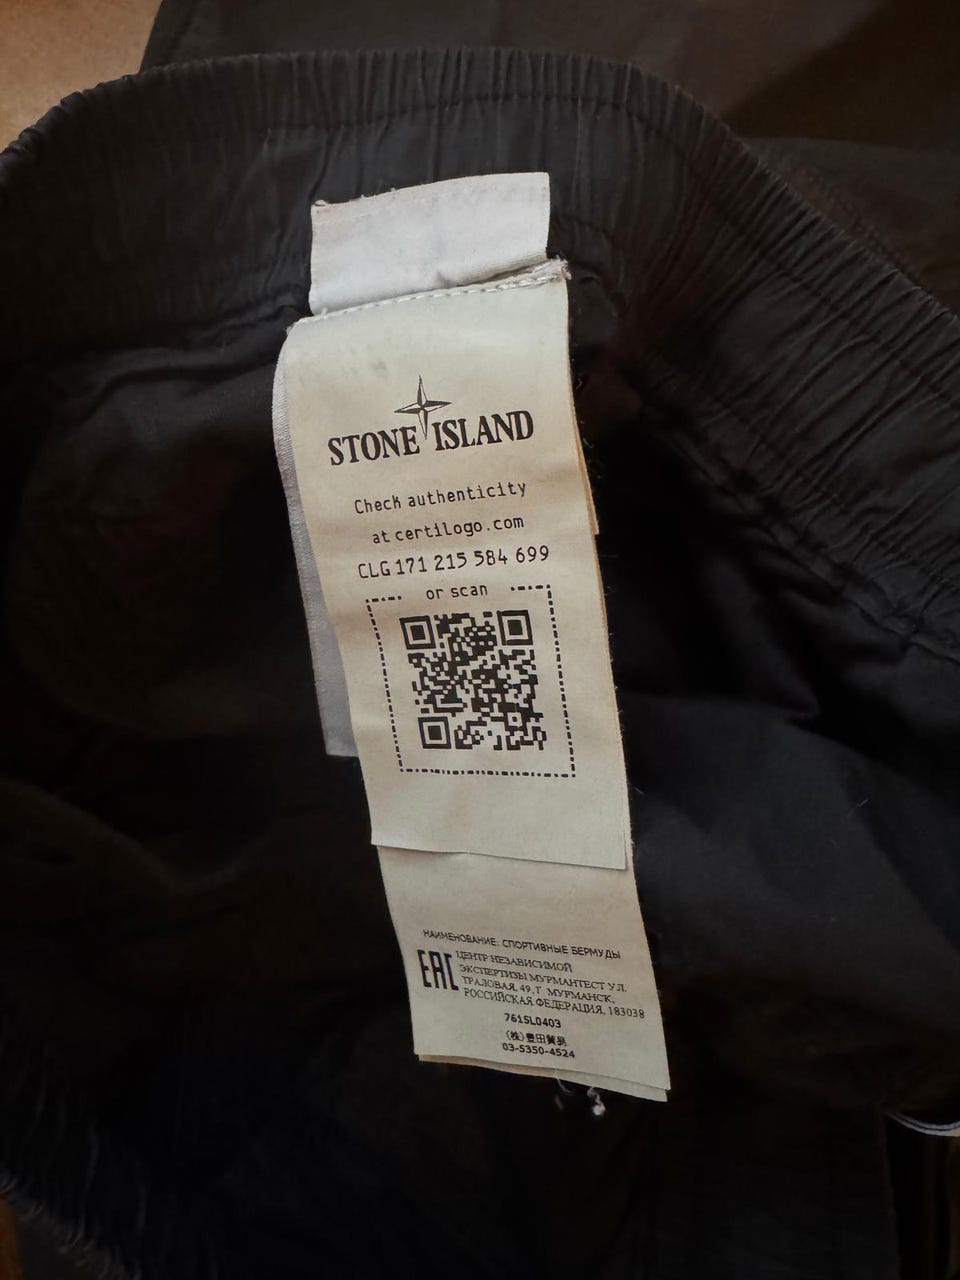 STONE ISLAND
Check authenticity
at certilogo.com
CLG 171 215 584 699
or scan
НАИМЕНОВАНИЕ: СПОРТИВНЫЕ БЕРМУДЫ
EAC
ЦЕНТР НЕЗАВИСИМОЙ
ЭКСПЕРТИЗЫ МУРМАНТЕСТ УЛ.
ТРАЛОВАЯ, 49, Г. МУРМАНСК,
РОССИЙСКАЯ ФЕДЕРАЦИЯ, 183038
761SL0403
(株)豊田貿易
03-5350-4524